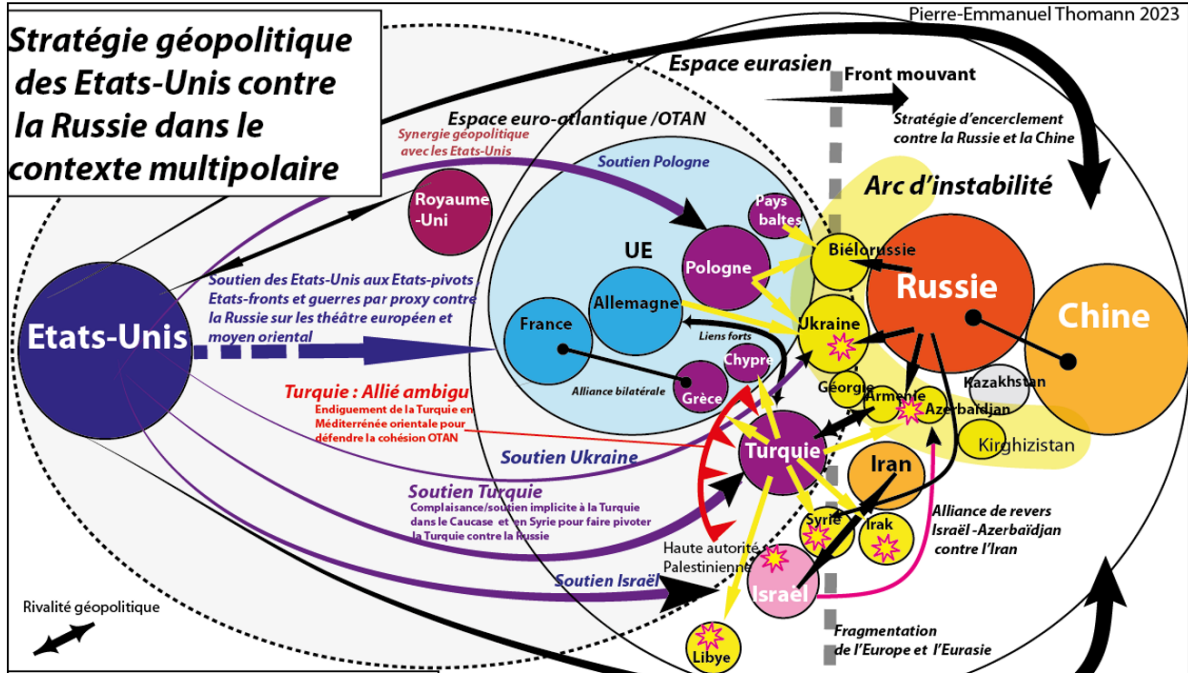 Pierre-Emmanuel Thomann 2023
Stratégie géopolitique
des Etats-Unis contre
la Russie dans le
contexte multipolaire
Espace eurasien
Front mouvant
Espace euro-atlantique /OTAN
Stratégie d'encerclement
contre la Russie et la Chine
Synergie géopolitique
avec les Etats-Unis
Soutien Pologne
Arc d'instabilité
Royaume
-Uni
Pays
baltes
UE
Pologne
Biélorussie
Russie
Chine
Soutien des Etats-Unis aux Etats-pivots
Etats-fronts et guerres par proxy contre
la Russie sur les théâtre européen et
moyen oriental
Etats-Unis
Allemagne
France
Ukraine
Liens forts
Chypre
Alliance bilatérale
Grèce
Géorgie
Arménie
Azerbaïdjan
Kazakhstan
Kirghizistan
Turquie : Allié ambigu
Endiguement de la Turquie en
Méditerrénée orientale pour
défendre la cohésion OTAN
Turquie
Iran
Soutien Ukraine
Soutien Turquie
Complaisance/soutien implicite à la Turquie
dans le Caucase et en Syrie pour faire pivoter
la Turquie contre la Russie
Syrie
Irak
Alliance de revers
Israël -Azerbaïdjan
contre l'Iran
Haute autorité
Palestinienne
Soutien Israël
Israël
Rivalité géopolitique
Libye
Fragmentation
de l'Europe et l'Eurasie